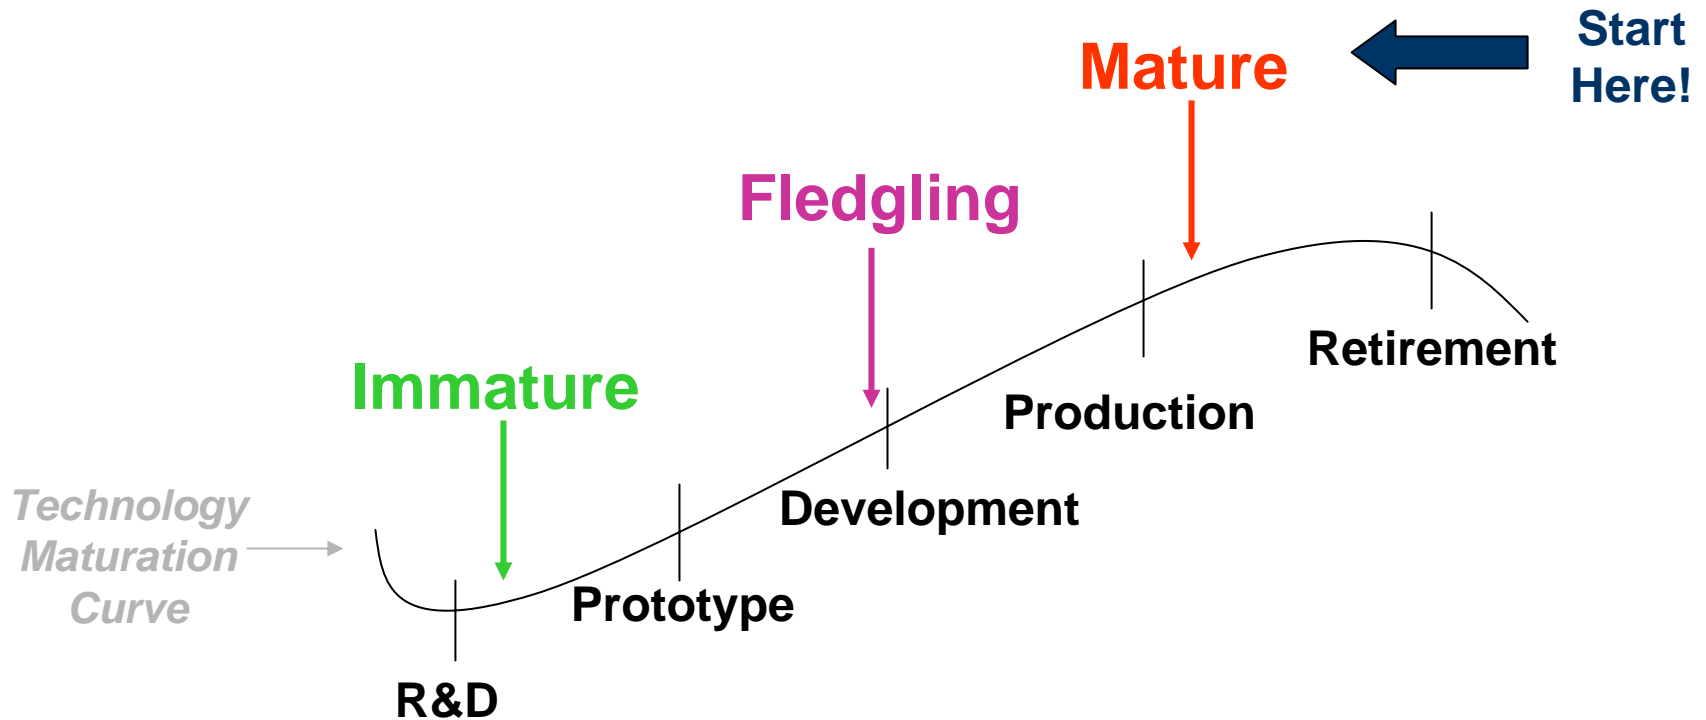 Start
Here!
Mature
Fledgling
Retirement
Immature
Production
Technology
Maturation
Curve
Development
Prototype
R&D